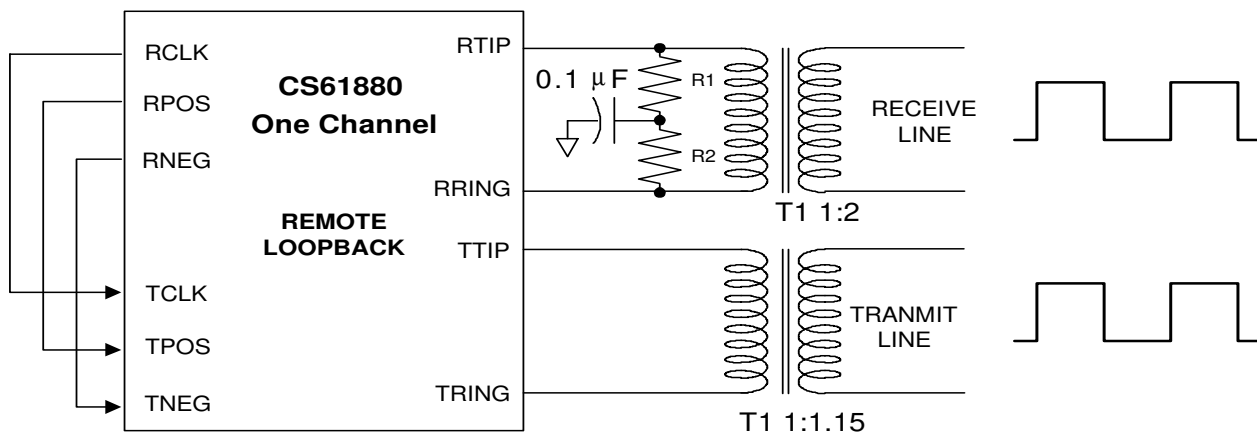 RCLK
RPOS
RNEG
CS61880
One Channel
REMOTE
LOOPBACK
TCLK
TPOS
TNEG
RTIP
RRING
TTIP
TRING
0.1 μF
R1
R2
RECEIVE
LINE
T1 1:2
TRANMIT
LINE
T1 1:1.15